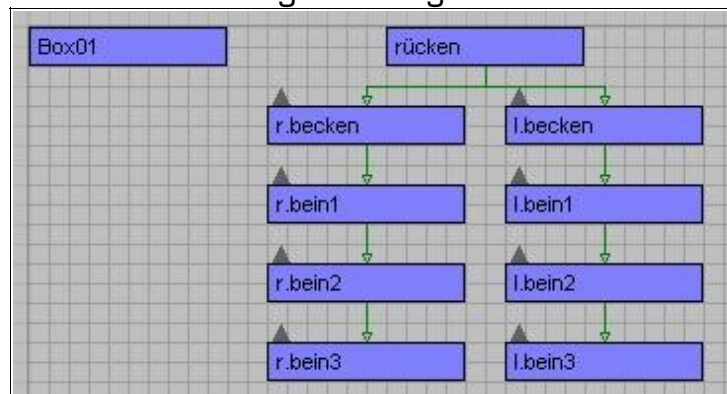 Box01
rücken
r.becken
l.becken
r.bein1
l.bein1
r.bein2
l.bein2
r.bein3
l.bein3